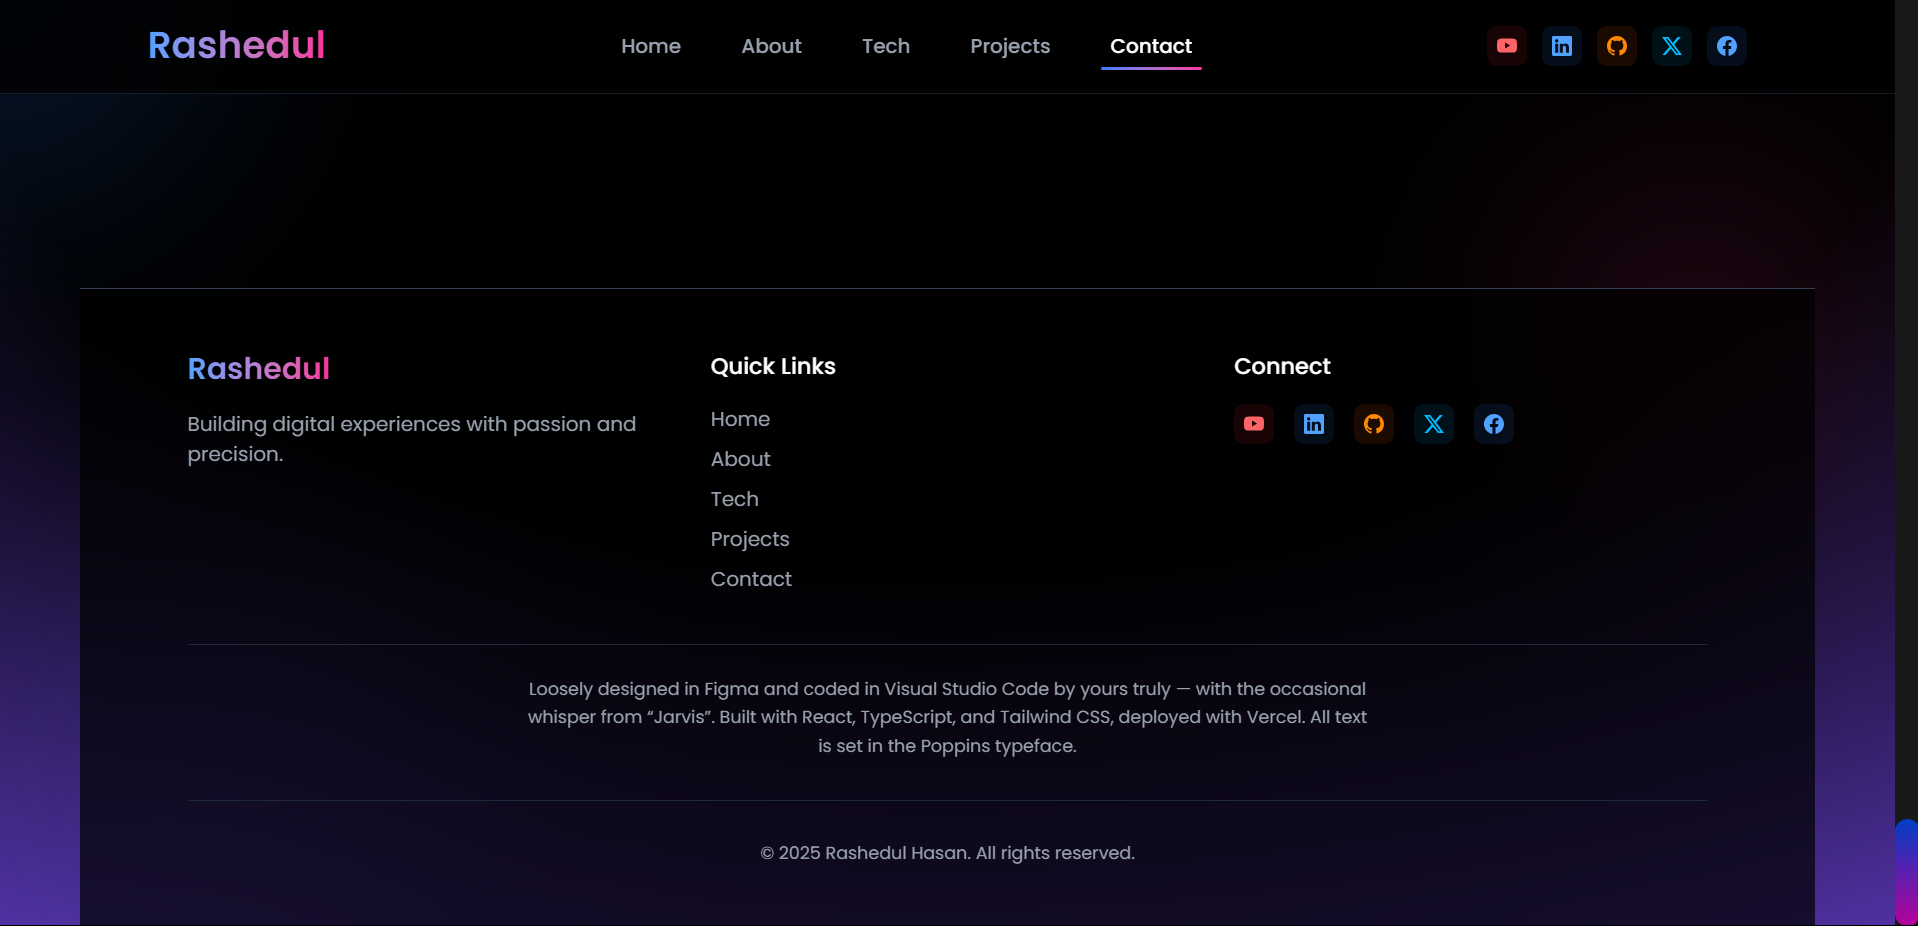 Rashedul
Home
About
Tech
Projects
Contact
Rashedul
Building digital experiences with passion and
precision.
Quick Links
Home
About
Tech
Projects
Contact
Connect
Loosely designed in Figma and coded in Visual Studio Code by yours truly — with the occasional
whisper from “Jarvis”. Built with React, TypeScript, and Tailwind CSS, deployed with Vercel. All text
is set in the Poppins typeface.
© 2025 Rashedul Hasan. All rights reserved.